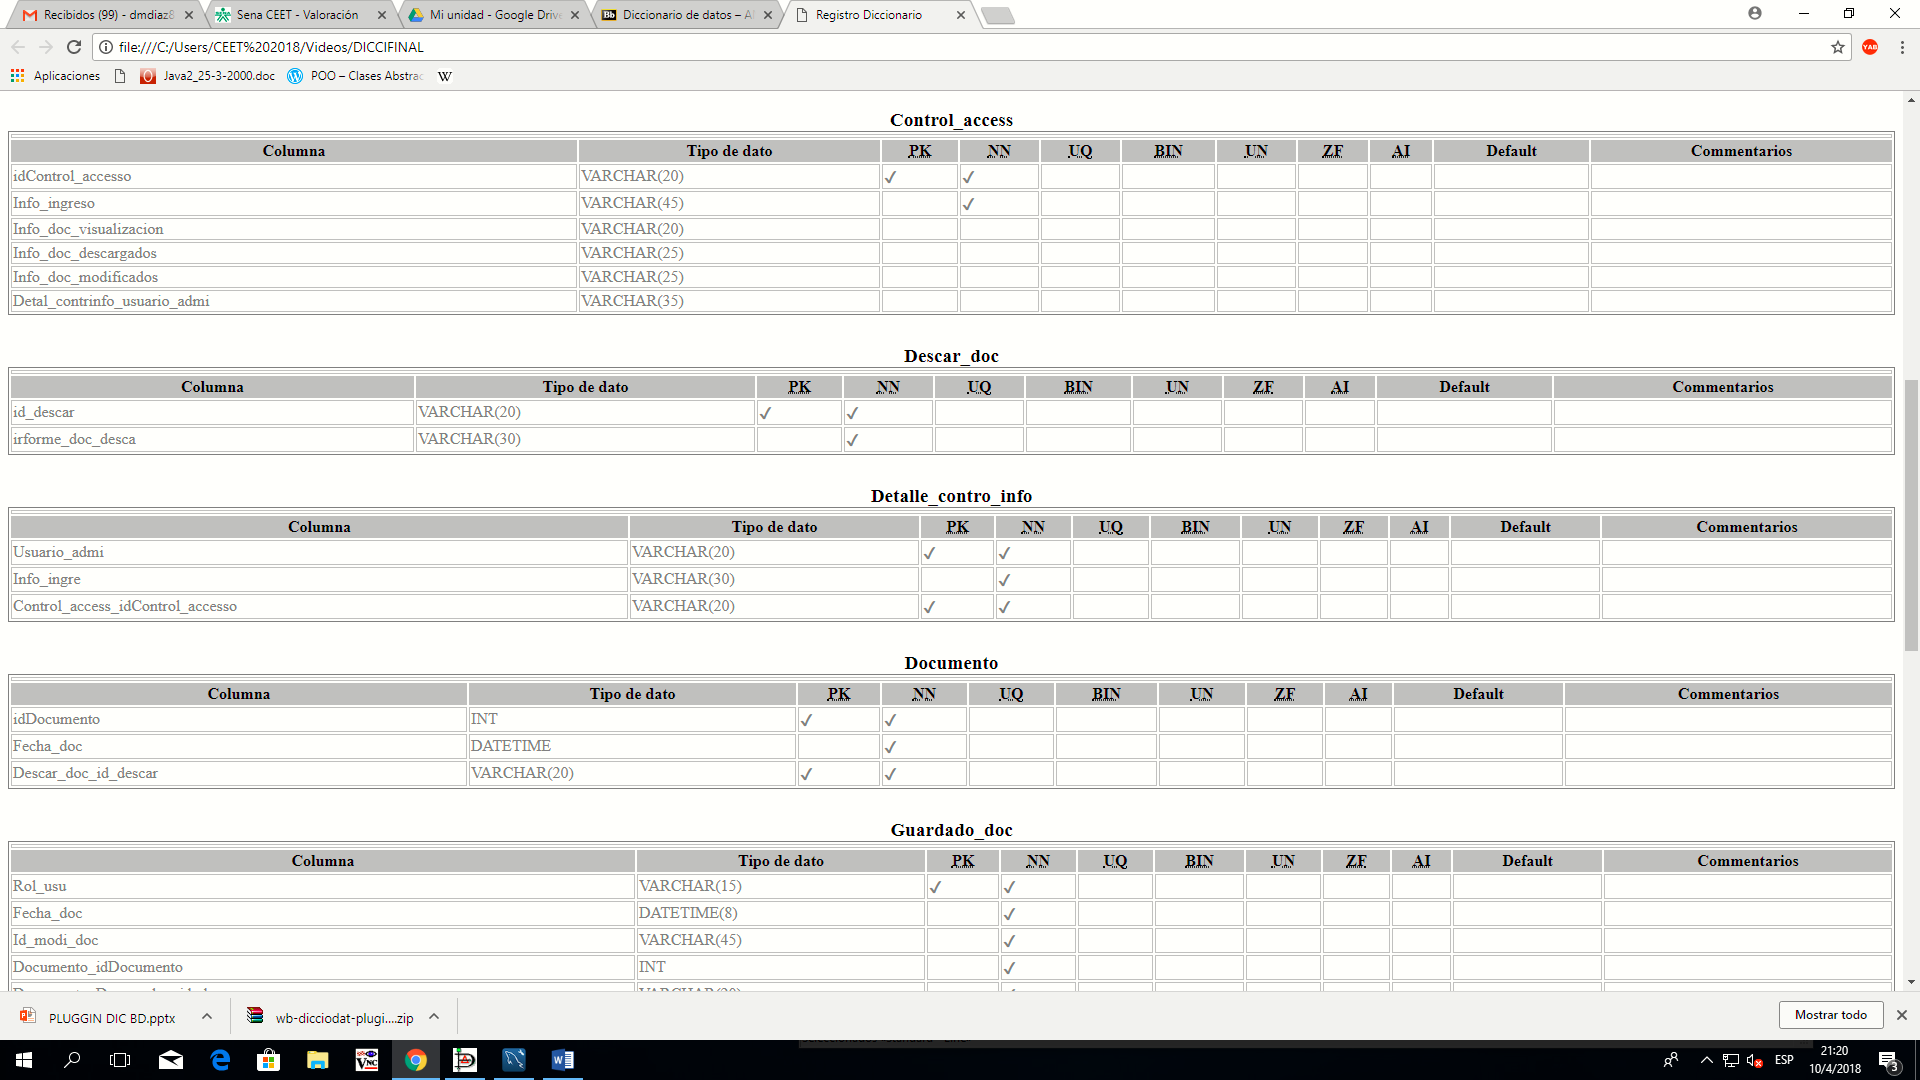 Recibidos (99) - dmdiaz8
Sena CEET - Valoración
Mi unidad - Google Drive
Diccionario de datos – Al
Registro Diccionario
file:///C:/Users/CEET%202018/Videos/DICCIFINAL
Aplicaciones
Java2_25-3-2000.doc
POO – Clases Abstrac
W
Control_access
Columna Tipo de dato PK NN UQ BIN UN ZF AI Default Commentarios
idControl_accesso VARCHAR(20) ✓ ✓
Info_ingreso VARCHAR(45) ✓
Info_doc_visualizacion VARCHAR(20)
Info_doc_descargados VARCHAR(25)
Info_doc_modificados VARCHAR(25)
Detal_contrinfo_usuario_admi VARCHAR(35)
Descar_doc
Columna Tipo de dato PK NN UQ BIN UN ZF AI Default Commentarios
id_descar VARCHAR(20) ✓ ✓
irforme_doc_desca VARCHAR(30) ✓
Detalle_contro_info
Columna Tipo de dato PK NN UQ BIN UN ZF AI Default Commentarios
Usuario_admi VARCHAR(20) ✓ ✓
Info_ingre VARCHAR(30) ✓
Control_access_idControl_accesso VARCHAR(20) ✓ ✓
Documento
Columna Tipo de dato PK NN UQ BIN UN ZF AI Default Commentarios
idDocumento INT ✓ ✓
Fecha_doc DATETIME ✓
Descar_doc_id_descar VARCHAR(20) ✓ ✓
Guardado_doc
Columna Tipo de dato PK NN UQ BIN UN ZF AI Default Commentarios
Rol_usu VARCHAR(15) ✓ ✓
Fecha_doc DATETIME(8) ✓
Id_modi_doc VARCHAR(45) ✓
Documento_idDocumento INT ✓
PLUGGIN DIC BD.pptx
wb-dicciodat-plugi....zip
Mostrar todo
ESP
21:20
10/4/2018
3